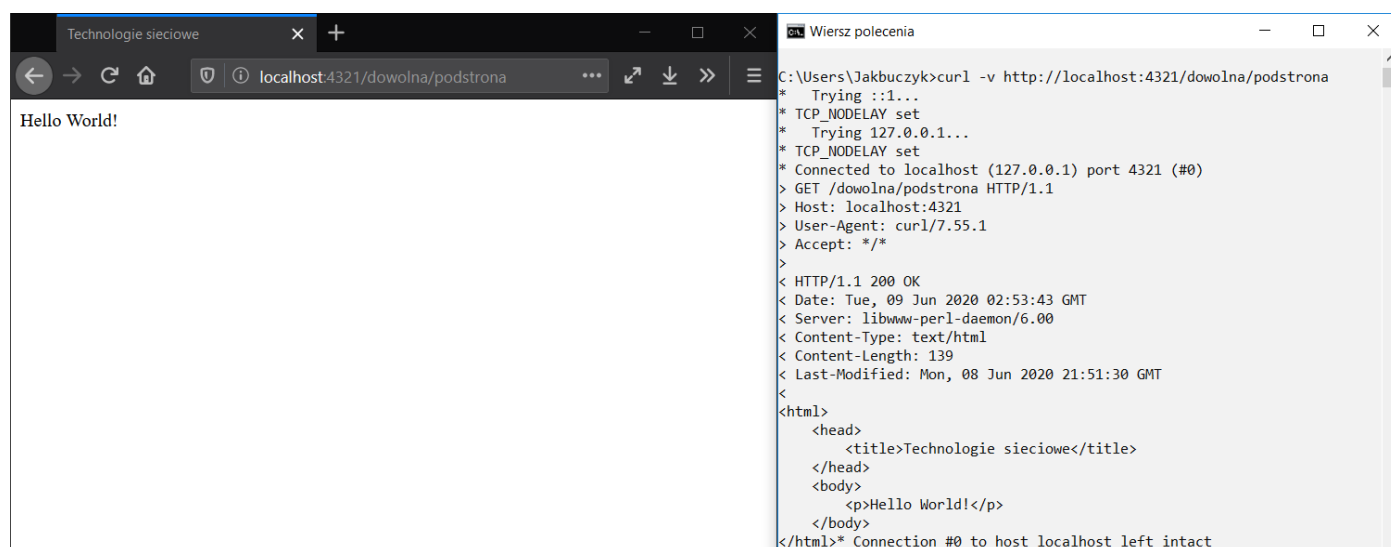 Technologie sieciowe
localhost:4321/dowolna/podstrona
Hello World!
Wiersz polecenia
C:\Users\Jakbuczyk>curl -v http://localhost:4321/dowolna/podstrona
*   Trying ::1...
* TCP_NODELAY set
*   Trying 127.0.0.1...
* TCP_NODELAY set
* Connected to localhost (127.0.0.1) port 4321 (#0)
> GET /dowolna/podstrona HTTP/1.1
> Host: localhost:4321
> User-Agent: curl/7.55.1
> Accept: */*
>
< HTTP/1.1 200 OK
< Date: Tue, 09 Jun 2020 02:53:43 GMT
< Server: libwww-perl-daemon/6.00
< Content-Type: text/html
< Content-Length: 139
< Last-Modified: Mon, 08 Jun 2020 21:51:30 GMT
<
<html>
    <head>
        <title>Technologie sieciowe</title>
    </head>
    <body>
        <p>Hello World!</p>
    </body>
</html>* Connection #0 to host localhost left intact